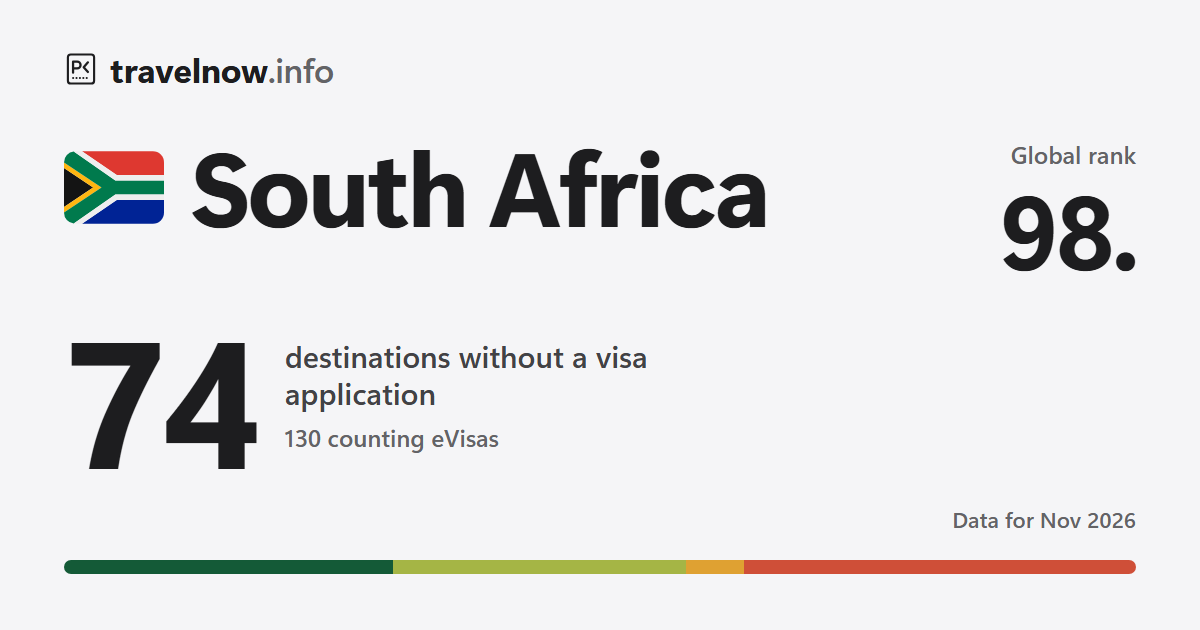 travelnow.info
South Africa
Global rank
98.
74
destinations without a visa
application
130 counting eVisas
Data for Nov 2026